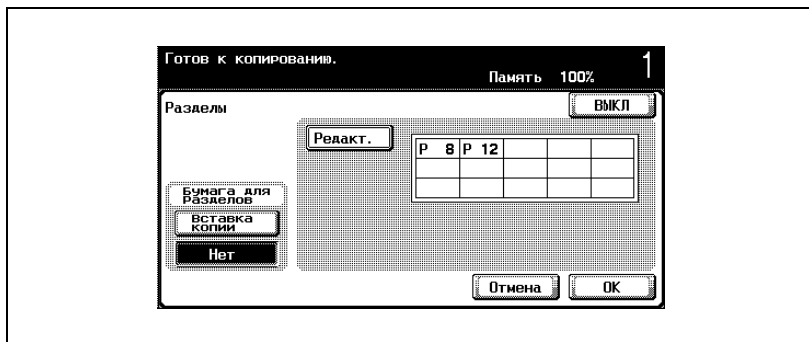 Готов к копированию.
Память 100% 1
Разделы
ВЫКЛ
Редакт.
P 8 P 12
Бумага для
Разделов
Вставка
копии
Нет
Отмена
OK